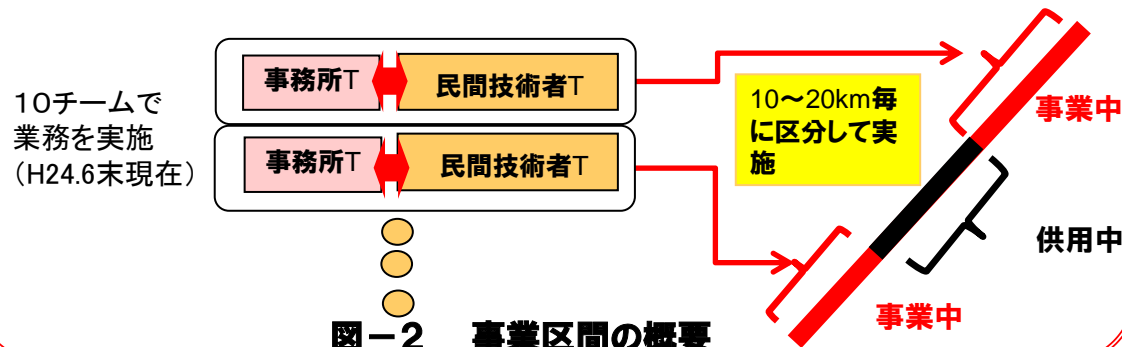 10チームで
業務を実施
（H24.6末現在）
事務所T
民間技術者T
事務所T
民間技術者T
10～20km毎
に区分して実
施
事業中
供用中
事業中
図－2　事業区間の概要